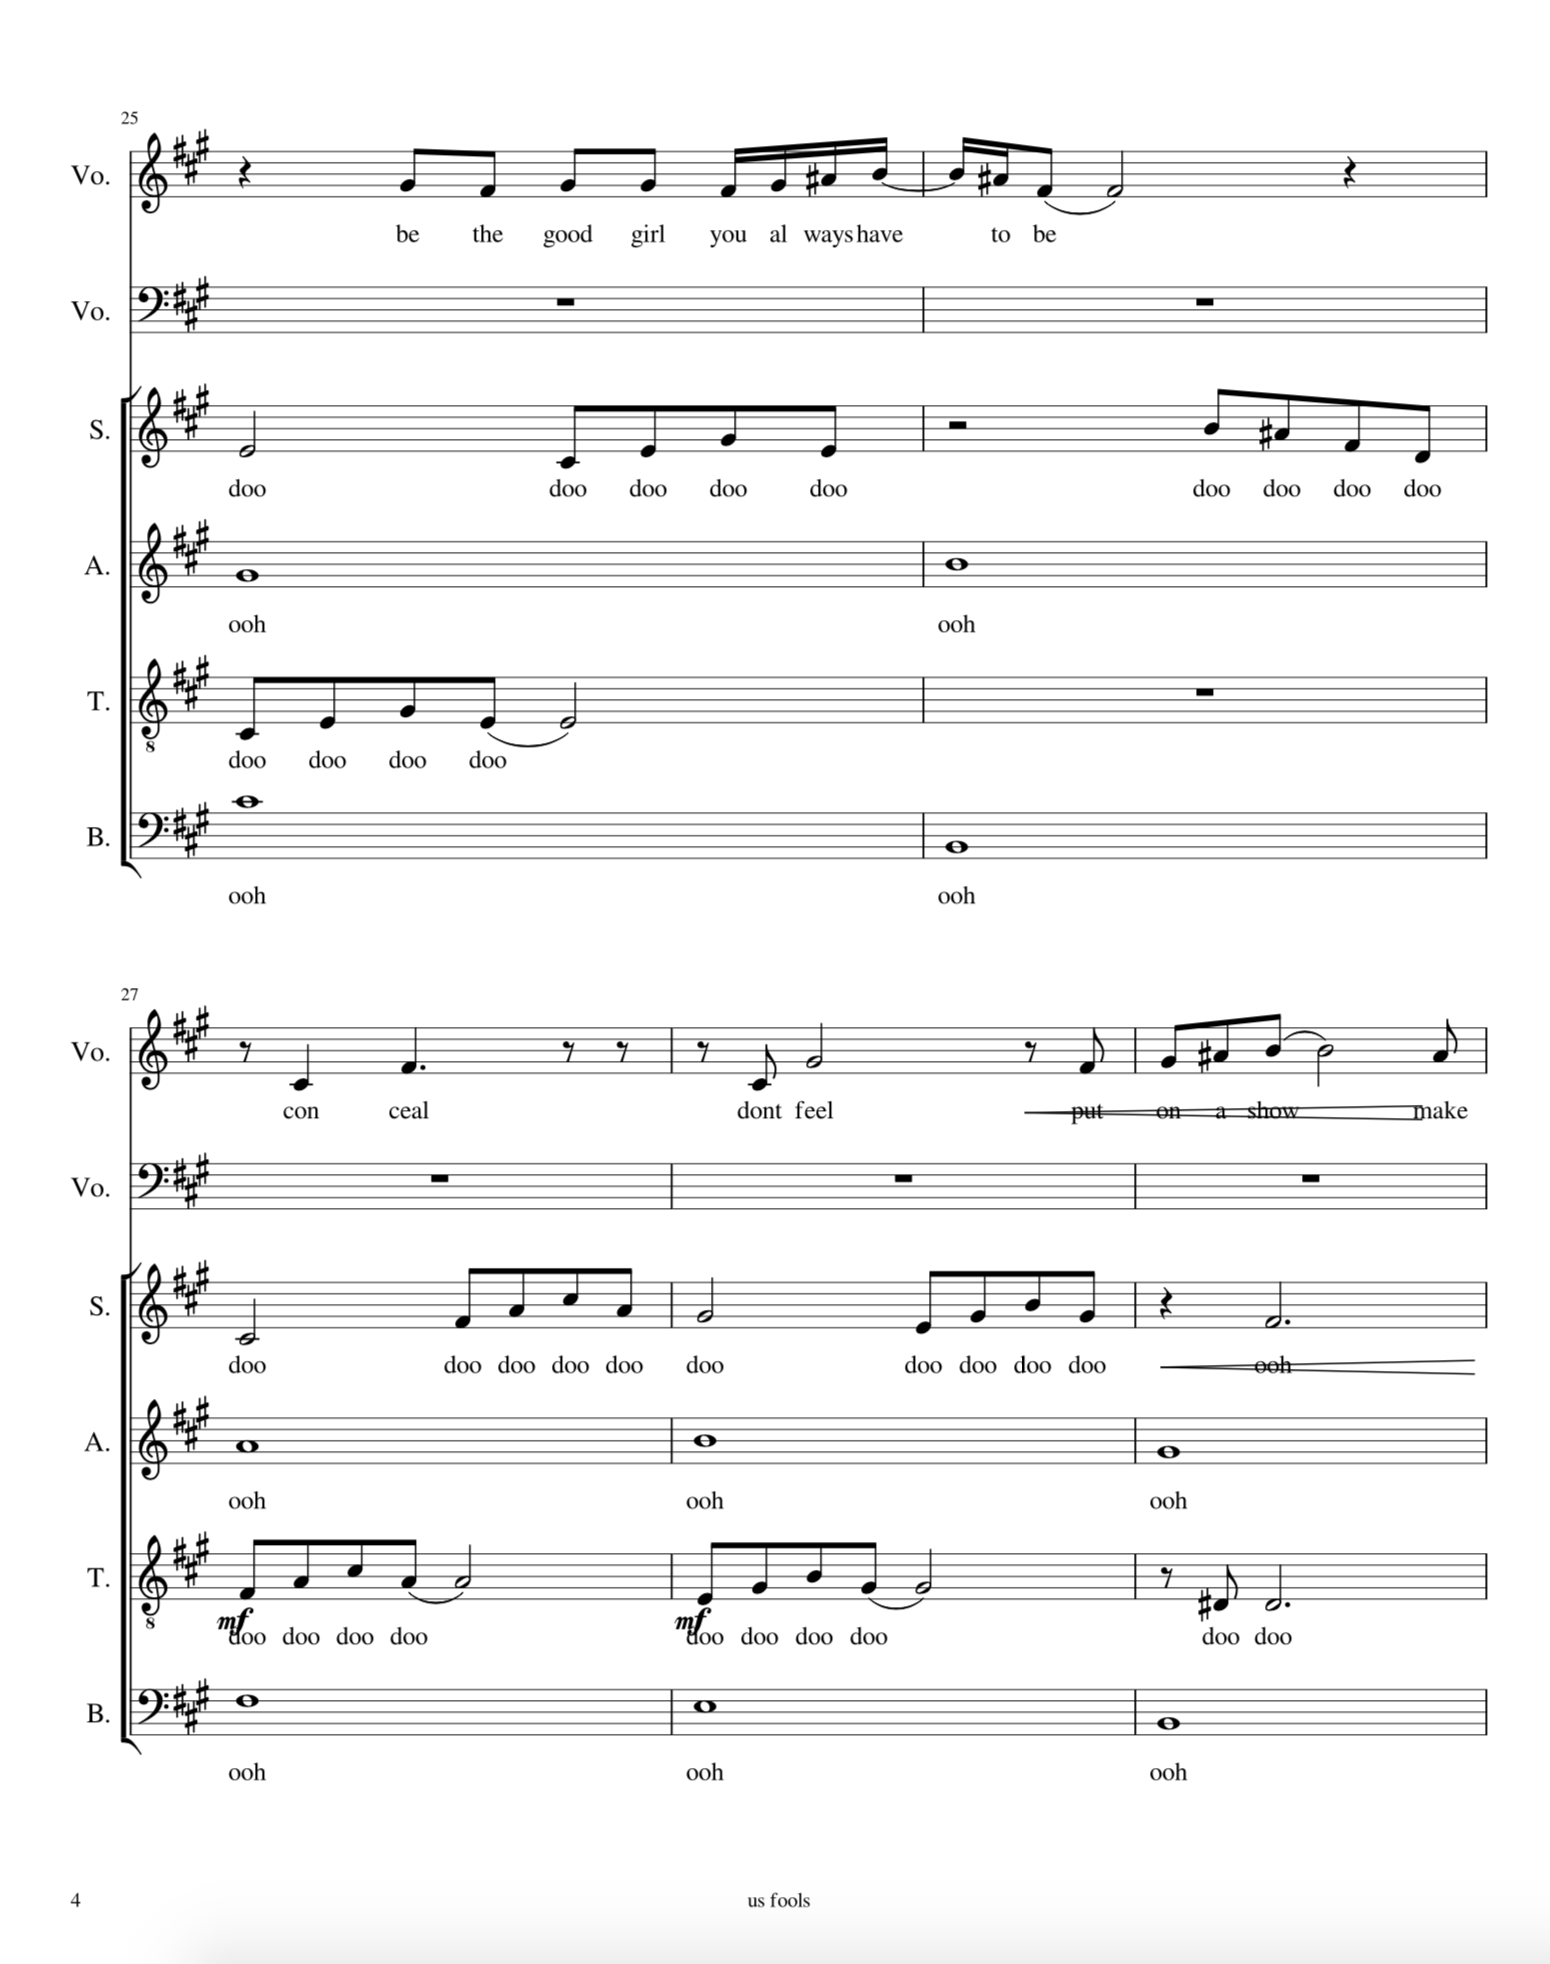 25
Vo.
be the good girl you al ways have to be
Vo.
S.
doo doo doo doo doo doo doo doo doo
A.
ooh ooh
T.
8
doo doo doo doo
B.
ooh ooh
27
Vo.
con ceal dont feel put on a show make
Vo.
S.
doo doo doo doo doo doo doo doo doo doo ooh
A.
ooh ooh ooh
T.
8
mf mf
doo doo doo doo doo doo doo doo doo doo
B.
ooh ooh ooh
4 us fools